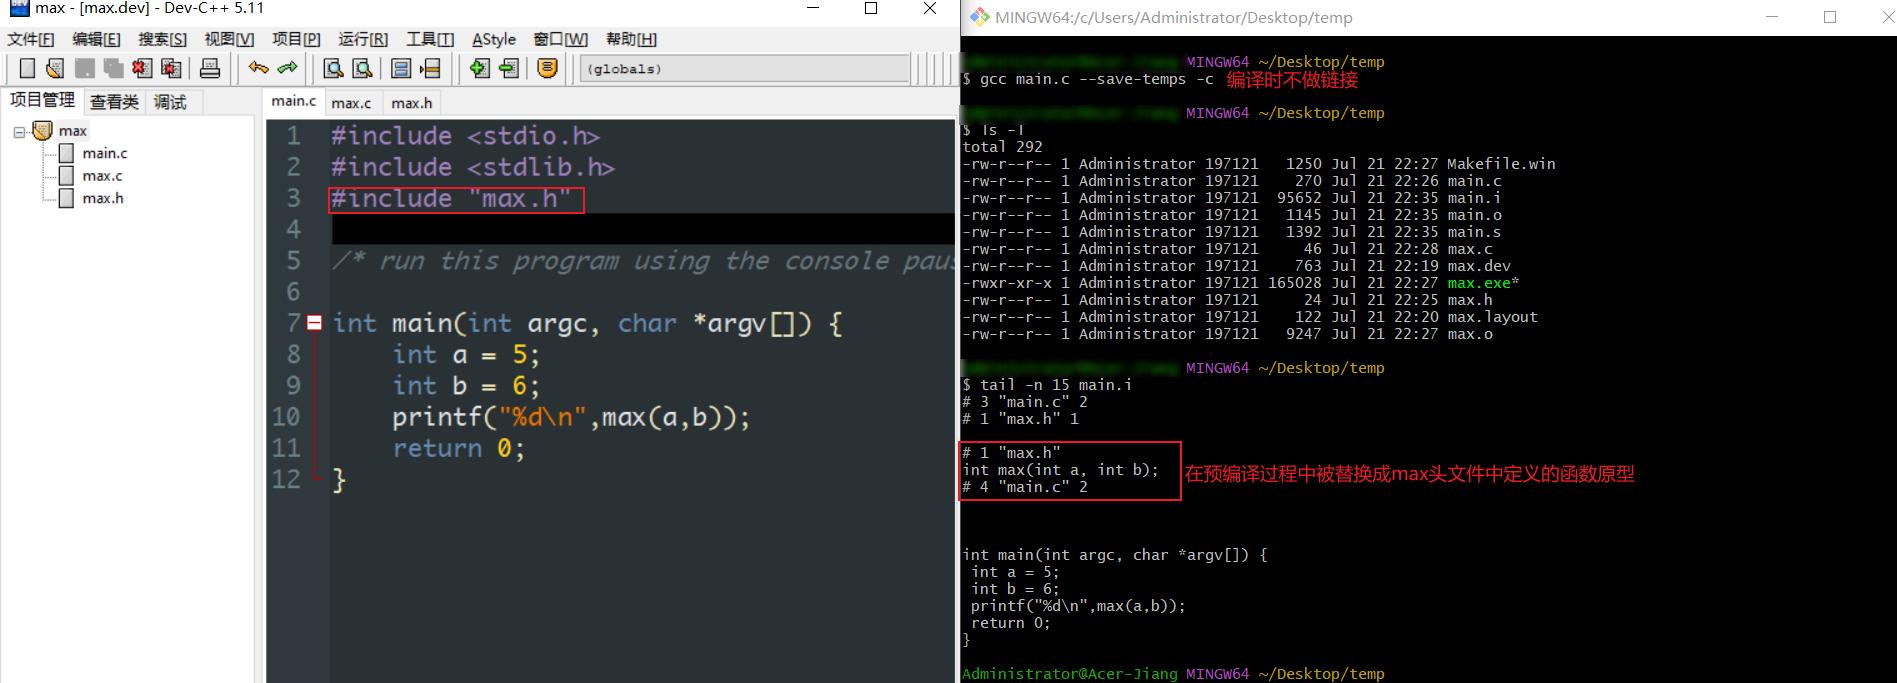 max - [max.dev] - Dev-C++ 5.11
文件[F] 编辑[E] 搜索[S] 视图[V] 项目[P] 运行[R] 工具[T] AStyle 窗口[W] 帮助[H]
(globals)
项目管理 查看类 调试
max
main.c
max.c
max.h
main.c max.c max.h
1 #include <stdio.h>
2 #include <stdlib.h>
3 #include "max.h"
4
5 /* run this program using the console paus
6
7 int main(int argc, char *argv[]) {
8 int a = 5;
9 int b = 6;
10 printf("%d\n",max(a,b));
11 return 0;
12 }
MINGW64:/c/Users/Administrator/Desktop/temp
MINGW64 ~/Desktop/temp
$ gcc main.c --save-temps -c 编译时不做链接
MINGW64 ~/Desktop/temp
$ ls -l
total 292
-rw-r--r-- 1 Administrator 197121 1250 Jul 21 22:27 Makefile.win
-rw-r--r-- 1 Administrator 197121 270 Jul 21 22:26 main.c
-rw-r--r-- 1 Administrator 197121 95652 Jul 21 22:35 main.i
-rw-r--r-- 1 Administrator 197121 1145 Jul 21 22:35 main.o
-rw-r--r-- 1 Administrator 197121 1392 Jul 21 22:35 main.s
-rw-r--r-- 1 Administrator 197121 46 Jul 21 22:28 max.c
-rw-r--r-- 1 Administrator 197121 763 Jul 21 22:19 max.dev
-rwxr-xr-x 1 Administrator 197121 165028 Jul 21 22:27 max.exe*
-rw-r--r-- 1 Administrator 197121 24 Jul 21 22:25 max.h
-rw-r--r-- 1 Administrator 197121 122 Jul 21 22:20 max.layout
-rw-r--r-- 1 Administrator 197121 9247 Jul 21 22:27 max.o
MINGW64 ~/Desktop/temp
$ tail -n 15 main.i
# 3 "main.c" 2
# 1 "max.h" 1
# 1 "max.h"
int max(int a, int b); 在预编译过程中被替换成max头文件中定义的函数原型
# 4 "main.c" 2
int main(int argc, char *argv[]) {
int a = 5;
int b = 6;
printf("%d\n",max(a,b));
return 0;
}
Administrator@Acer-Jiang MINGW64 ~/Desktop/temp